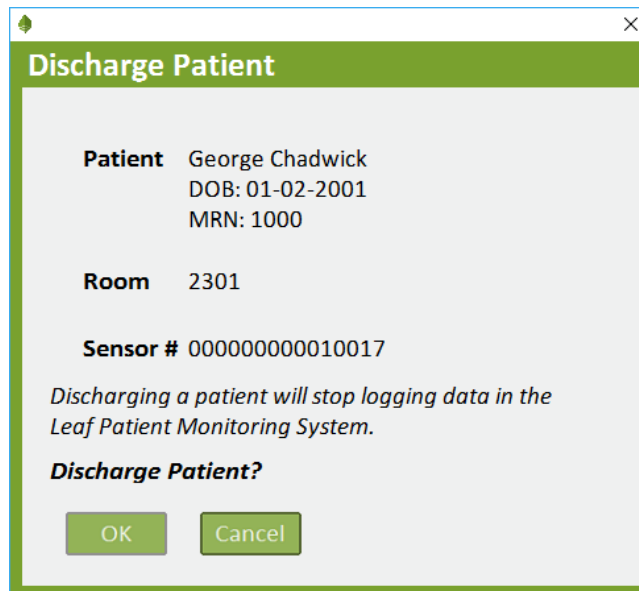 Discharge Patient
Patient George Chadwick
DOB: 01-02-2001
MRN: 1000
Room 2301
Sensor # 000000000010017
Discharging a patient will stop logging data in the
Leaf Patient Monitoring System.
Discharge Patient?
OK Cancel